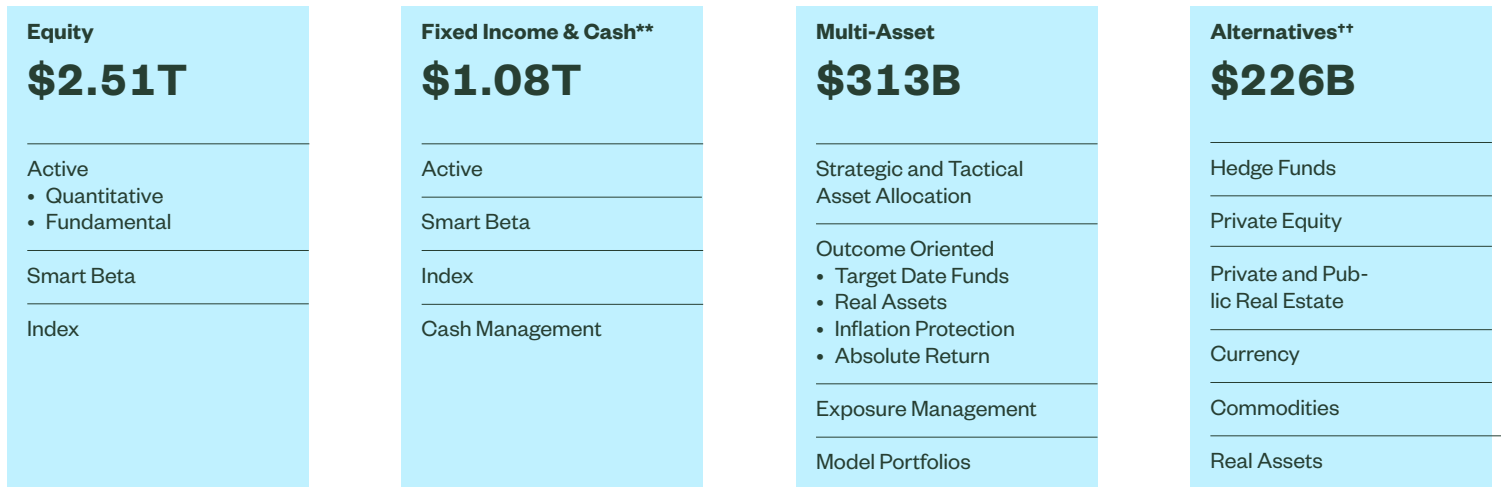 Equity
$2.51T
Active
• Quantitative
• Fundamental
Smart Beta
Index
Fixed Income & Cash**
$1.08T
Active
Smart Beta
Index
Cash Management
Multi-Asset
$313B
Strategic and Tactical
Asset Allocation
Outcome Oriented
• Target Date Funds
• Real Assets
• Inflation Protection
• Absolute Return
Exposure Management
Model Portfolios
Alternatives††
$226B
Hedge Funds
Private Equity
Private and Pub-
lic Real Estate
Currency
Commodities
Real Assets